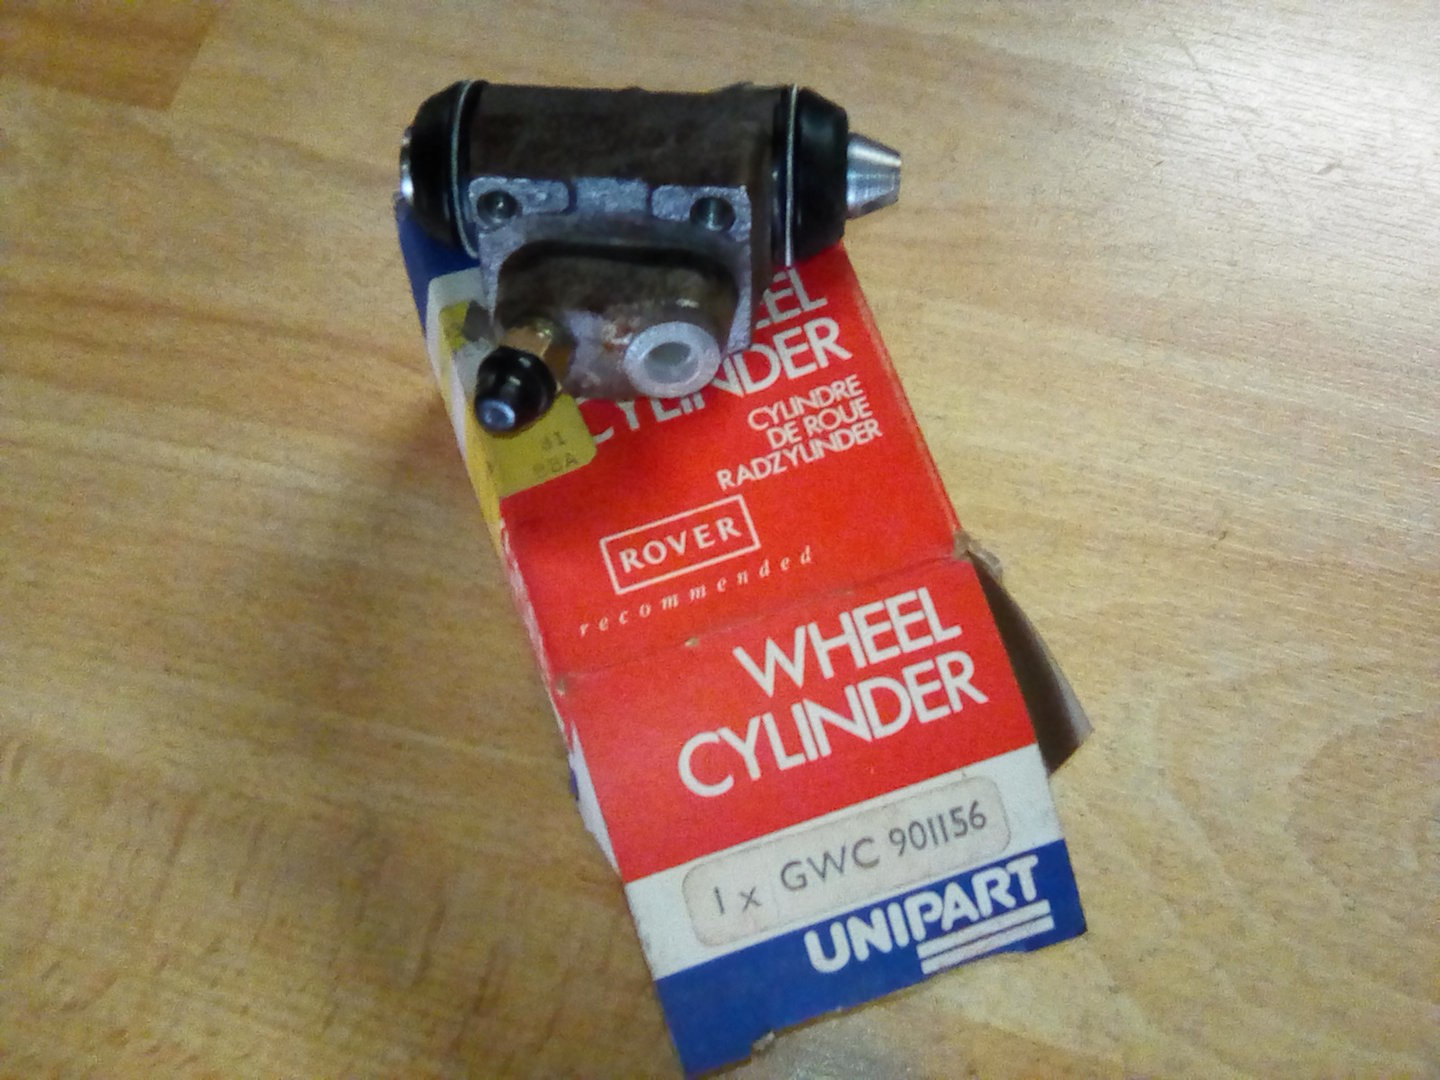 CYLINDER
CYLINDRE
DE ROUE
RADZYLINDER
ROVER
recommended
WHEEL
CYLINDER
1 x GWC 901156
UNIPART